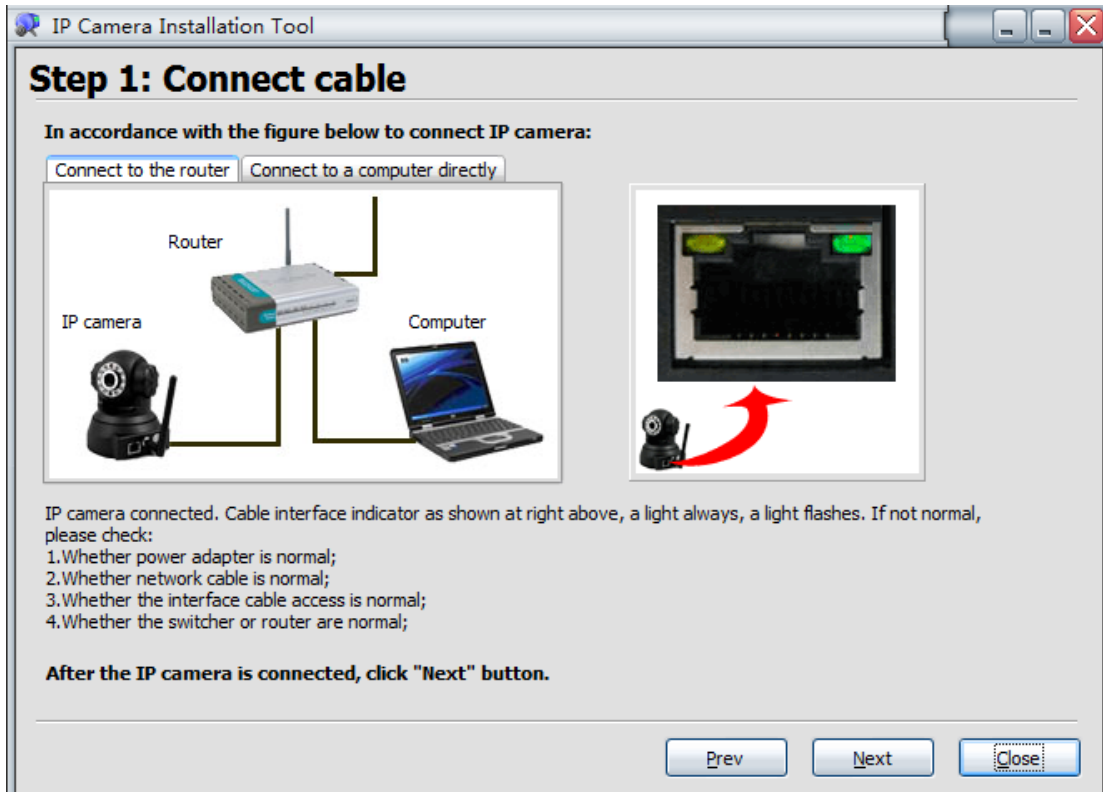 IP Camera Installation Tool
Step 1: Connect cable
In accordance with the figure below to connect IP camera:
Connect to the router
Connect to a computer directly
Router
IP camera
Computer
IP camera connected. Cable interface indicator as shown at right above, a light always, a light flashes. If not normal,
please check:
1.Whether power adapter is normal;
2.Whether network cable is normal;
3.Whether the interface cable access is normal;
4.Whether the switcher or router are normal;
After the IP camera is connected, click "Next" button.
Prev
Next
Close